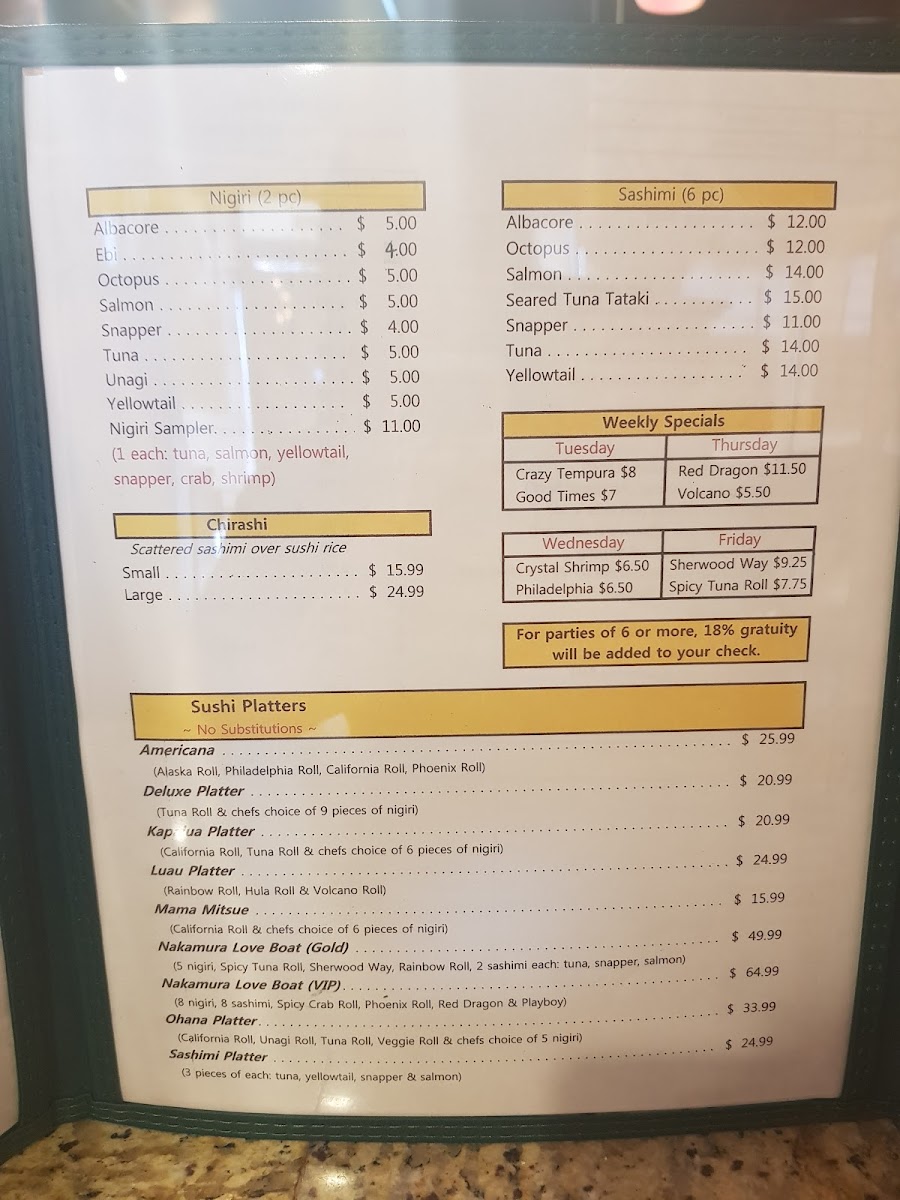 Nigiri (2 pc)
Albacore . . . . . . . . . . . . . . . . . . . $ 5.00
Ebi . . . . . . . . . . . . . . . . . . . . . . . . $ 4.00
Octopus . . . . . . . . . . . . . . . . . . . . $ 5.00
Salmon . . . . . . . . . . . . . . . . . . . . $ 5.00
Snapper . . . . . . . . . . . . . . . . . . . . $ 4.00
Tuna . . . . . . . . . . . . . . . . . . . . . . $ 5.00
Unagi . . . . . . . . . . . . . . . . . . . . . $ 5.00
Yellowtail . . . . . . . . . . . . . . . . . . $ 5.00
Nigiri Sampler. . . . . . . . . . . . . . . $ 11.00
(1 each: tuna, salmon, yellowtail,
snapper, crab, shrimp)
Chirashi
Scattered sashimi over sushi rice
Small . . . . . . . . . . . . . . . . . . . . . $ 15.99
Large . . . . . . . . . . . . . . . . . . . . . $ 24.99
Sashimi (6 pc)
Albacore . . . . . . . . . . . . . . . . . . . $ 12.00
Octopus . . . . . . . . . . . . . . . . . . . $ 12.00
Salmon . . . . . . . . . . . . . . . . . . . . $ 14.00
Seared Tuna Tataki . . . . . . . . . . . $ 15.00
Snapper . . . . . . . . . . . . . . . . . . . . $ 11.00
Tuna . . . . . . . . . . . . . . . . . . . . . . $ 14.00
Yellowtail . . . . . . . . . . . . . . . . . . $ 14.00
Weekly Specials
Tuesday Thursday
Crazy Tempura $8 Red Dragon $11.50
Good Times $7 Volcano $5.50
Wednesday Friday
Crystal Shrimp $6.50 Sherwood Way $9.25
Philadelphia $6.50 Spicy Tuna Roll $7.75
For parties of 6 or more, 18% gratuity
will be added to your check.
Sushi Platters
~ No Substitutions ~
Americana . . . . . . . . . . . . . . . . . . . . $ 25.99
(Alaska Roll, Philadelphia Roll, California Roll, Phoenix Roll)
Deluxe Platter . . . . . . . . . . . . . . . . . . . . $ 20.99
(Tuna Roll & chefs choice of 9 pieces of nigiri)
Platter . . . . . . . . . . . . . . . . . . . . $ 20.99
(California Roll, Tuna Roll & chefs choice of 6 pieces of nigiri)
Luau Platter . . . . . . . . . . . . . . . . . . . . $ 24.99
(Rainbow Roll, Hula Roll & Volcano Roll)
Mama Mitsue . . . . . . . . . . . . . . . . . . . . $ 15.99
(California Roll & chefs choice of 6 pieces of nigiri)
Nakamura Love Boat (Gold) . . . . . . . . . . . . . . . . . . . . $ 49.99
(5 nigiri, Spicy Tuna Roll, Sherwood Way, Rainbow Roll, 2 sashimi each: tuna, snapper, salmon)
Nakamura Love Boat (VIP). . . . . . . . . . . . . . . . . . . . $ 64.99
(8 nigiri, 8 sashimi, Spicy Crab Roll, Phoenix Roll, Red Dragon & Playboy)
Ohana Platter. . . . . . . . . . . . . . . . . . . . $ 33.99
(California Roll, Unagi Roll, Tuna Roll, Veggie Roll & chefs choice of 5 nigiri)
Sashimi Platter . . . . . . . . . . . . . . . . . . . . $ 24.99
(3 pieces of each: tuna, yellowtail, snapper & salmon)